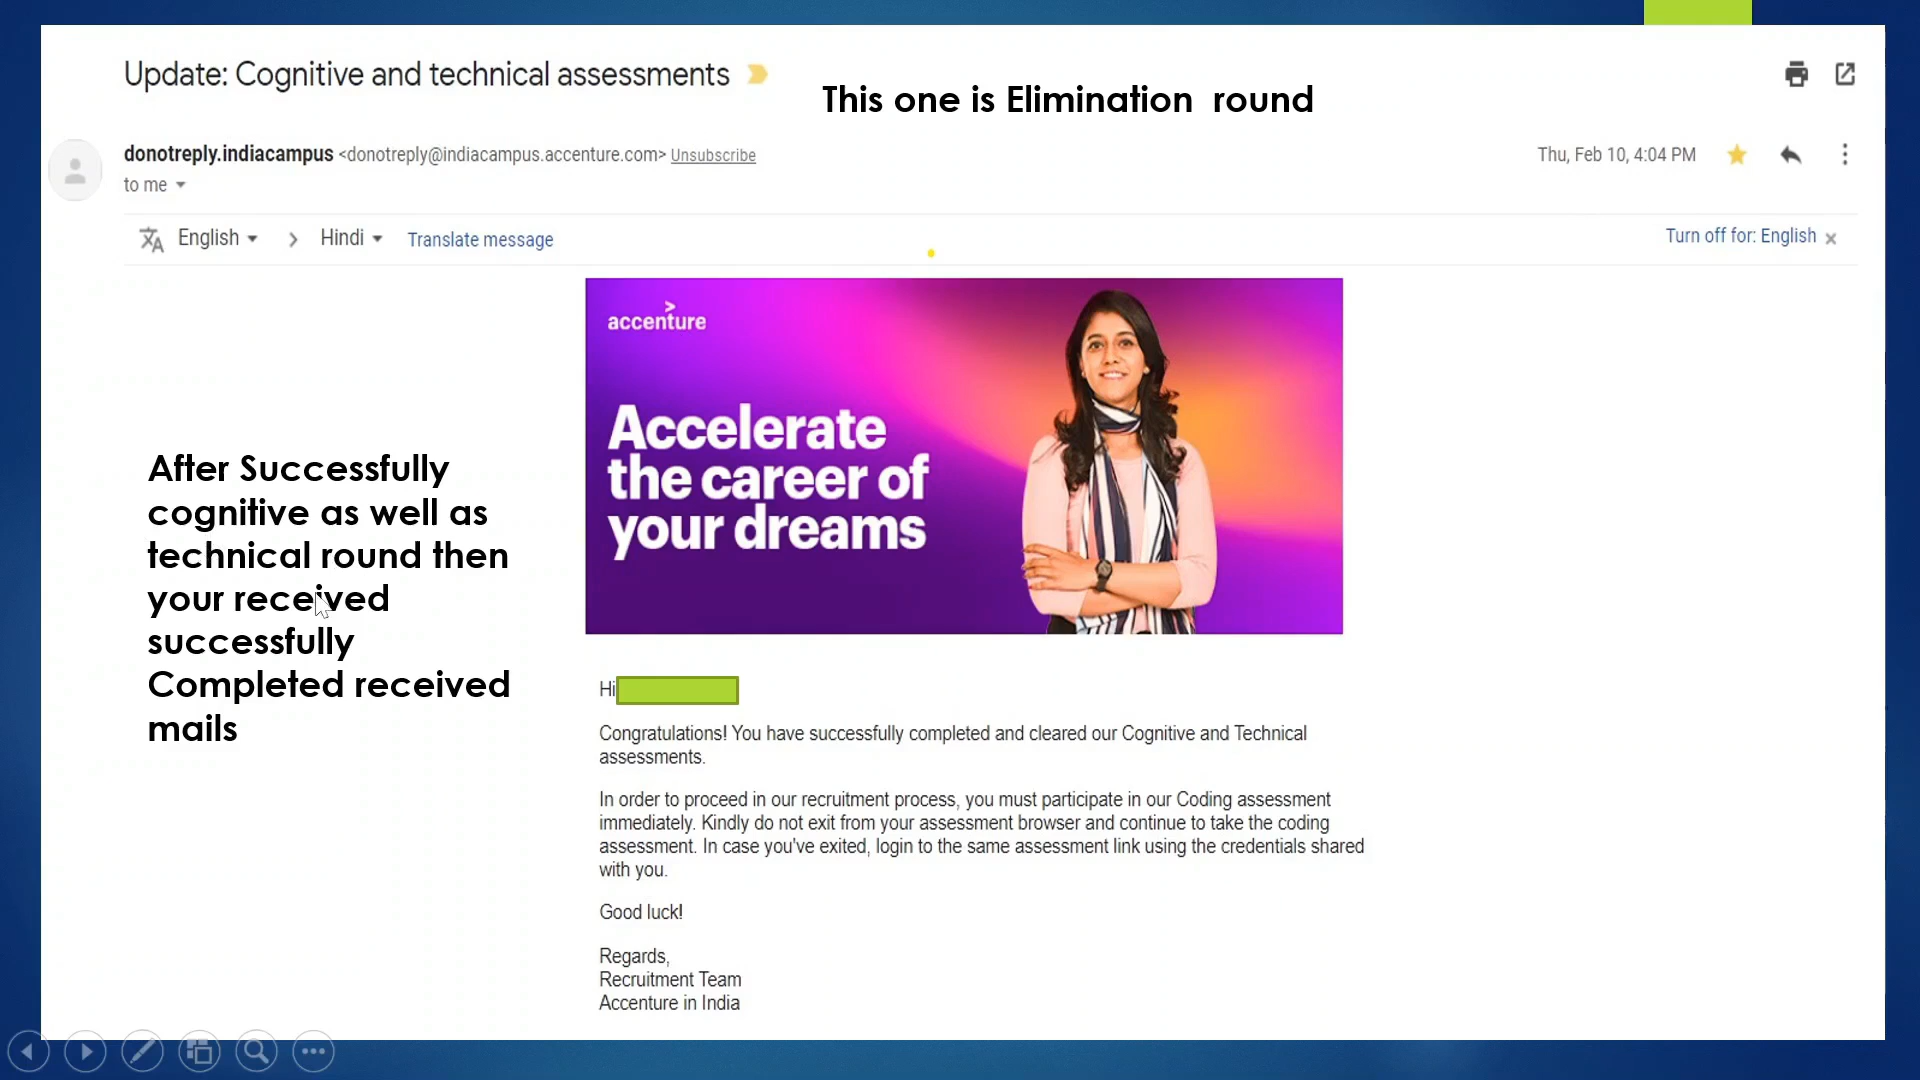 Update: Cognitive and technical assessments
This one is Elimination round
donotreply.indiacampus <donotreply@indiacampus.accenture.com> Unsubscribe
Thu, Feb 10, 4:04 PM
to me
English > Hindi Translate message
Turn off for: English x
accenture
Accelerate
the career of
your dreams
After Successfully
cognitive as well as
technical round then
your received
successfully
Completed received
mails
Hi
Congratulations! You have successfully completed and cleared our Cognitive and Technical
assessments.
In order to proceed in our recruitment process, you must participate in our Coding assessment
immediately. Kindly do not exit from your assessment browser and continue to take the coding
assessment. In case you've exited, login to the same assessment link using the credentials shared
with you.
Good luck!
Regards,
Recruitment Team
Accenture in India